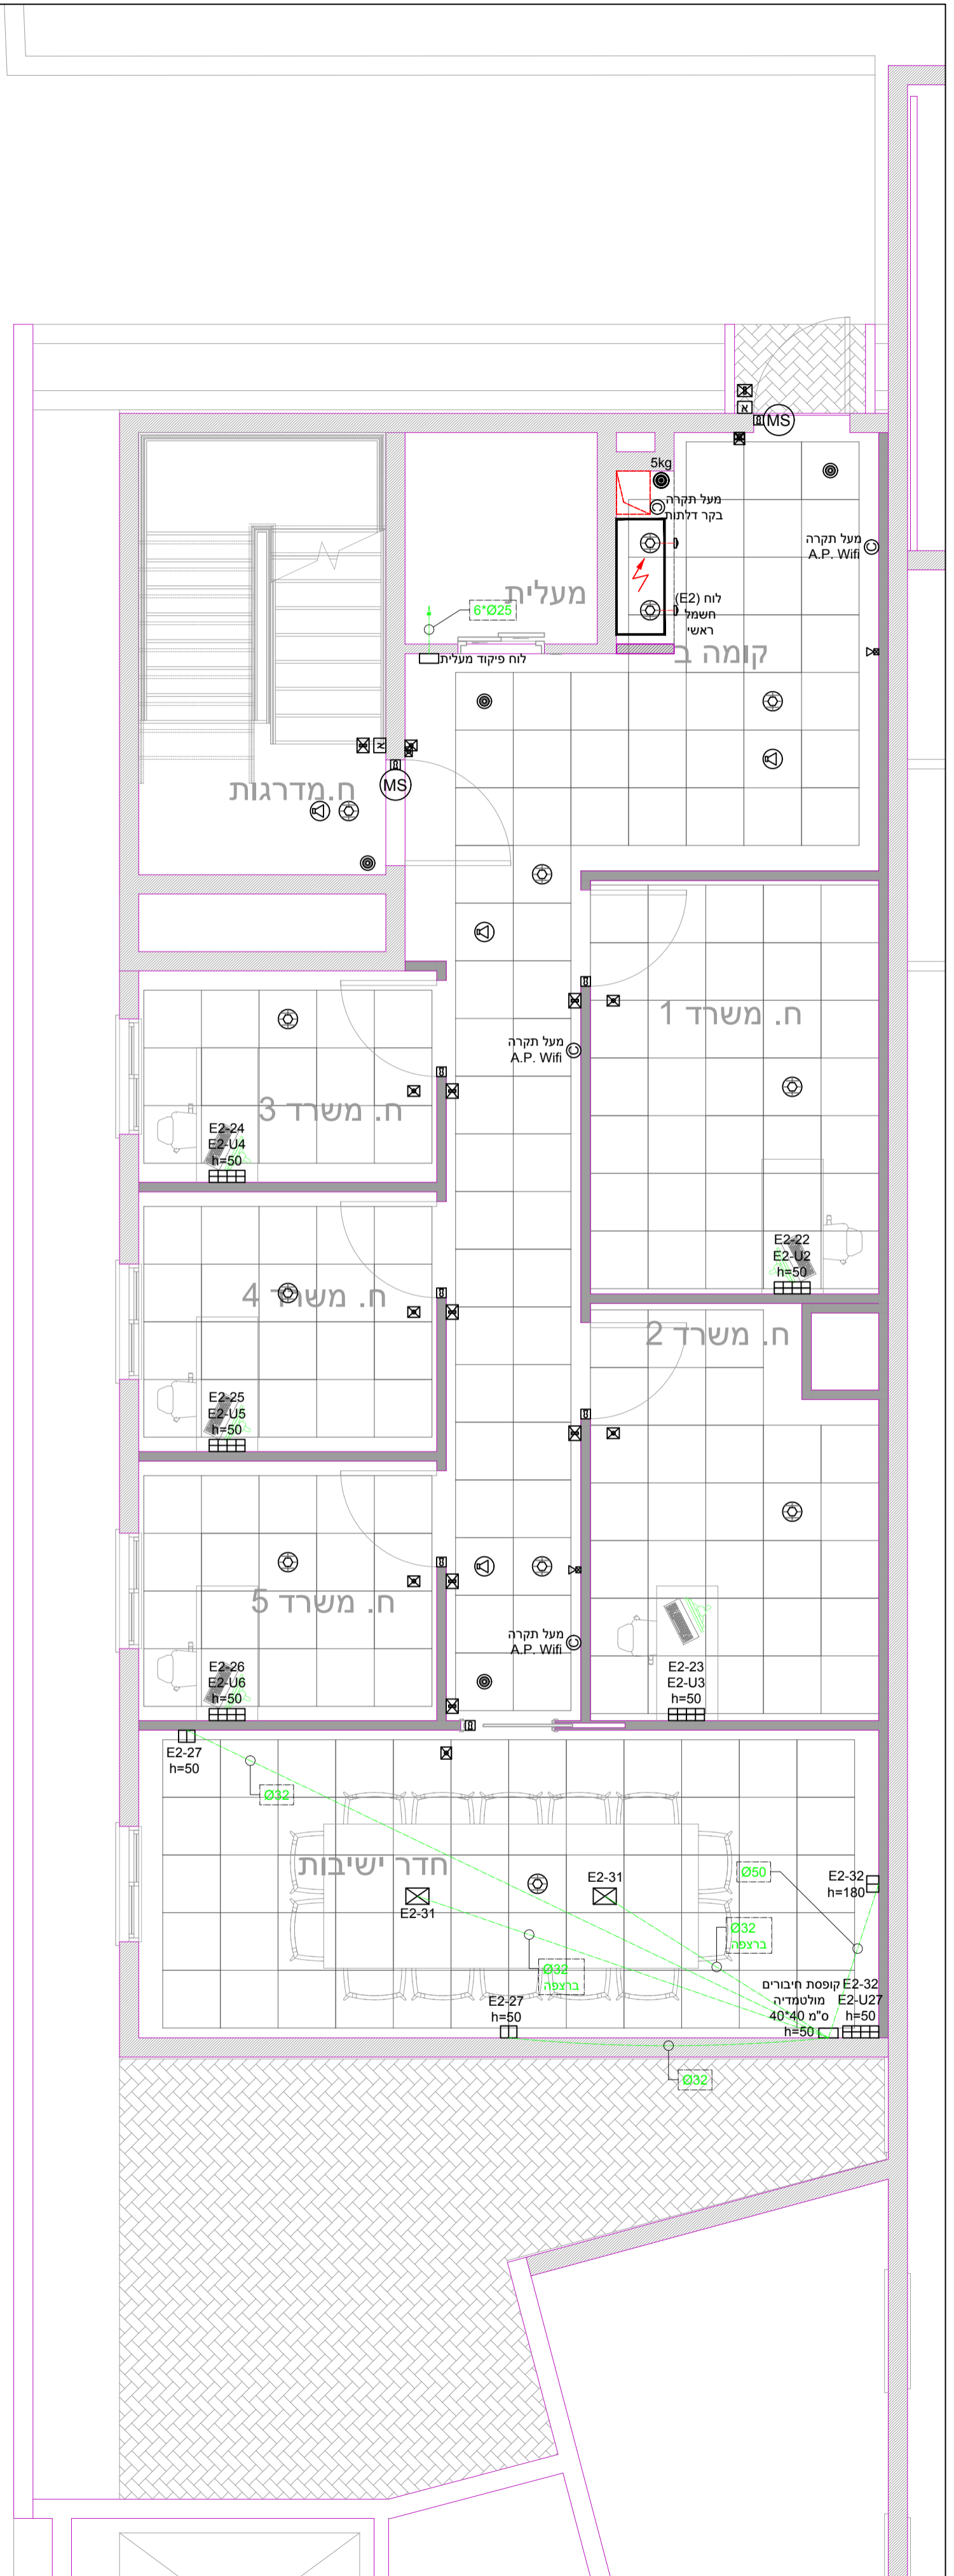 א
MS
5kg
מעל תקרה
בקר דלתות
מעל תקרה
A.P. Wifi
מעלית
6*Ø25
לוח (E2)
חשמל
ראשי
קומה ב
לוח פיקוד מעלית
א
MS
ח.מדרגות
ח. משרד 1
מעל תקרה
A.P. Wifi
ח. משרד 3
E2-24
E2-U4
h=50
E2-22
E2-U2
h=50
ח. משרד 4
ח. משרד 2
E2-25
E2-U5
h=50
ח. משרד 5
מעל תקרה
A.P. Wifi
E2-26
E2-U6
h=50
E2-23
E2-U3
h=50
E2-27
h=50
Ø32
חדר ישיבות
E2-31
E2-31
Ø50
E2-32
h=180
Ø32
ברצפה
Ø32
ברצפה
E2-27
h=50
קופסת חיבורים
מולטמדיה
40*40 ס"מ
h=50
E2-32
E2-U27
h=50
Ø32